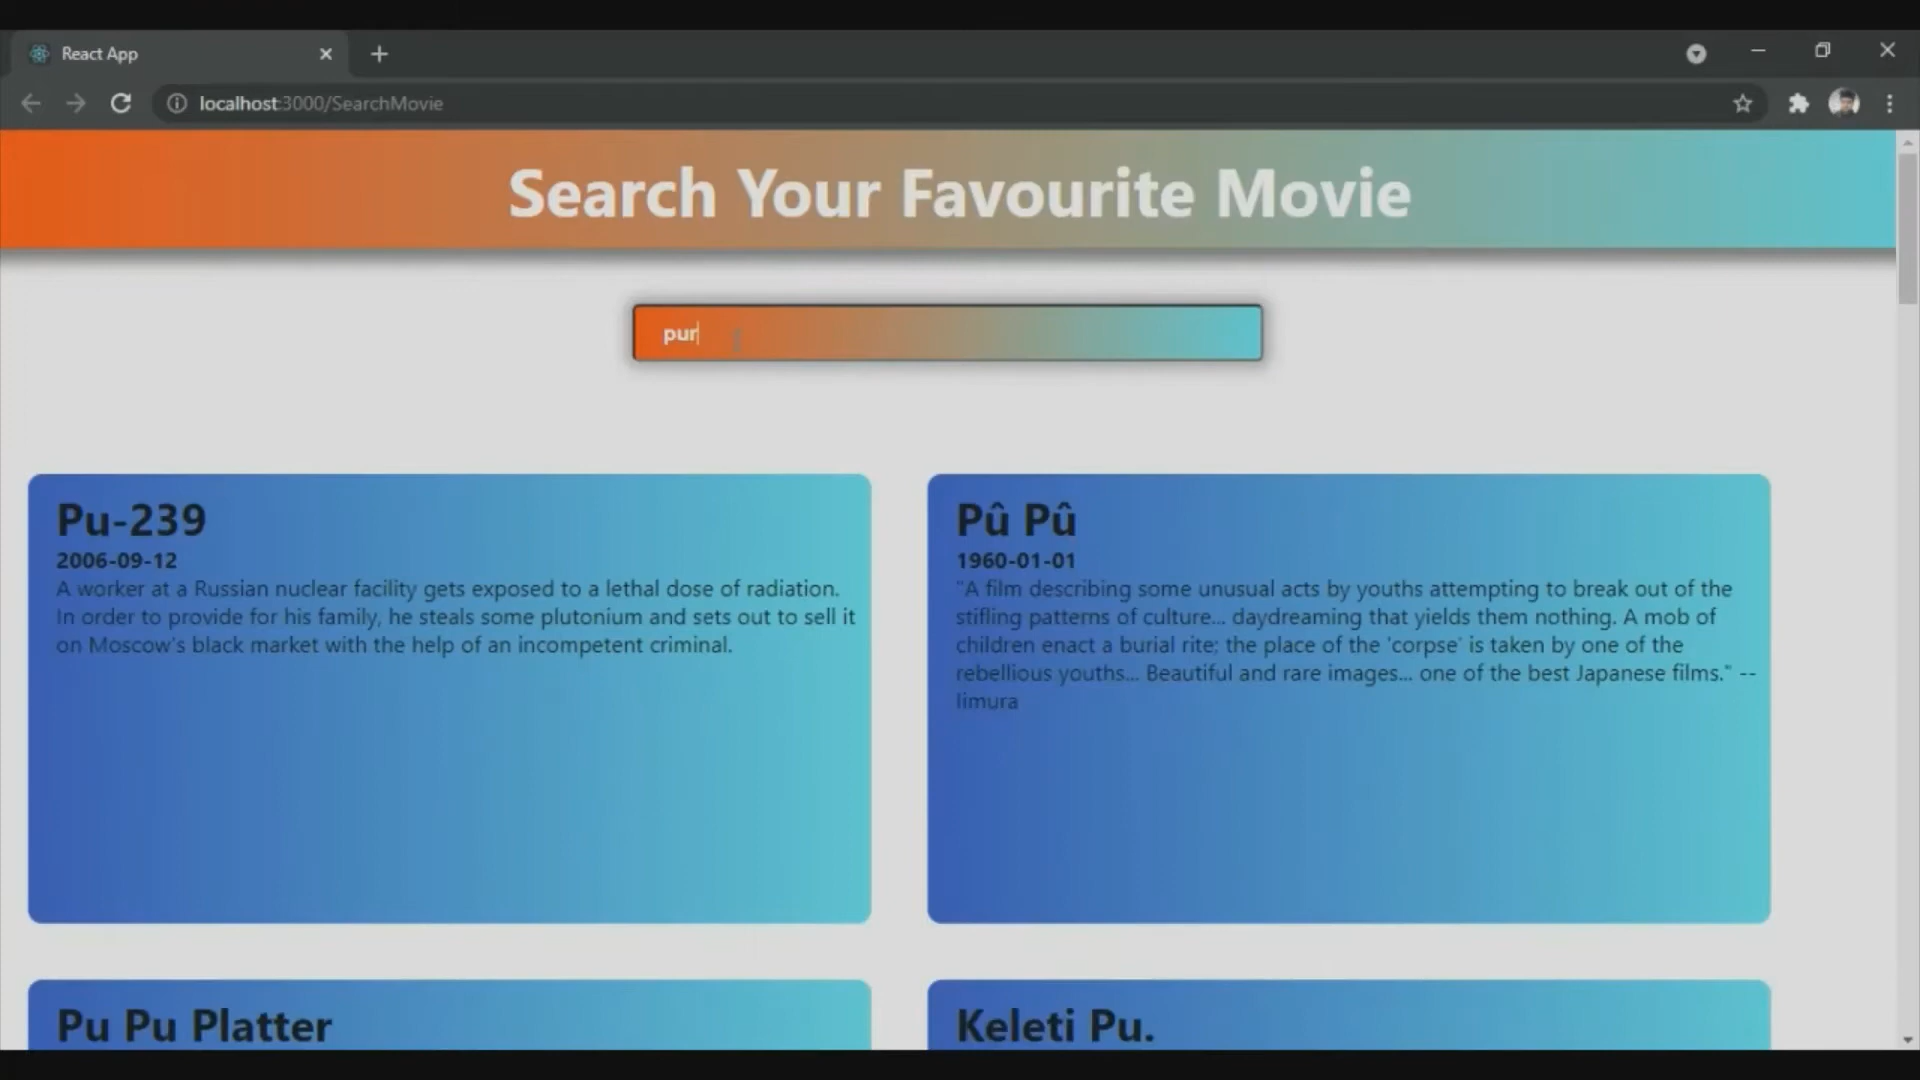 React App
localhost:3000/SearchMovie
Search Your Favourite Movie
pur
Pu-239
2006-09-12
A worker at a Russian nuclear facility gets exposed to a lethal dose of radiation.
In order to provide for his family, he steals some plutonium and sets out to sell it
on Moscow's black market with the help of an incompetent criminal.
Pû Pû
1960-01-01
"A film describing some unusual acts by youths attempting to break out of the
stifling patterns of culture... daydreaming that yields them nothing. A mob of
children enact a burial rite; the place of the 'corpse' is taken by one of the
rebellious youths... Beautiful and rare images... one of the best Japanese films." --
Iimura
Pu Pu Platter
Keleti Pu.